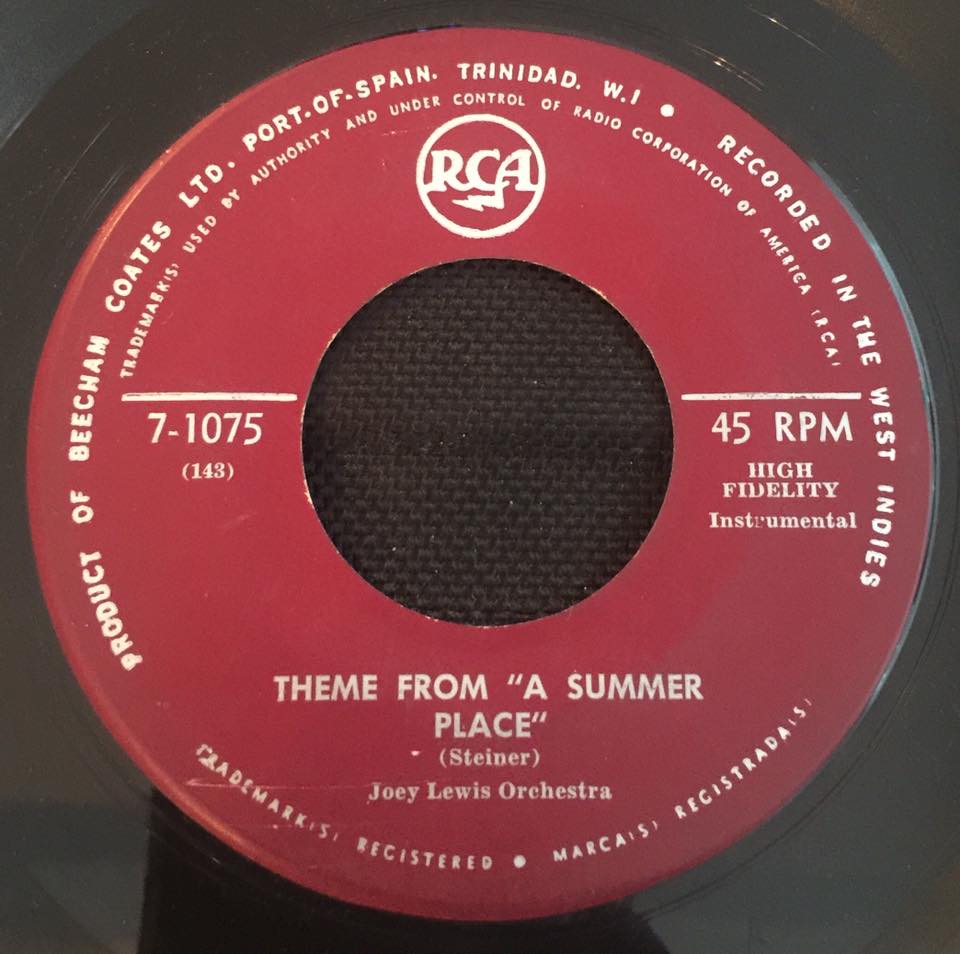 PRODUCT OF BEECHAM COATES LTD. PORT-OF-SPAIN. TRINIDAD. W.I ● RECORDED IN THE WEST INDIES
TRADEMARK(S) USED BY AUTHORITY AND UNDER CONTROL OF RADIO CORPORATION OF AMERICA (RCA)
RCA
7-1075
(143)
45 RPM
HIGH
FIDELITY
Instrumental
THEME FROM "A SUMMER
PLACE"
(Steiner)
Joey Lewis Orchestra
TRADEMARK(S) REGISTERED ● MARCA(S) REGISTRADA(S)